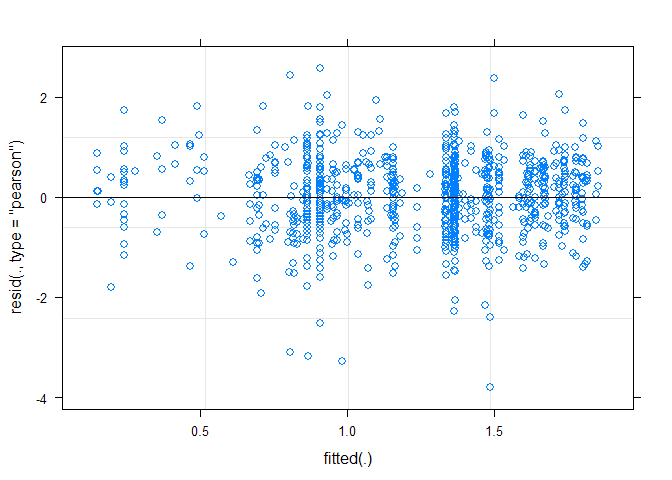 resid(., type = "pearson")
2
0
-2
-4
0.5 1.0 1.5
fitted(.)